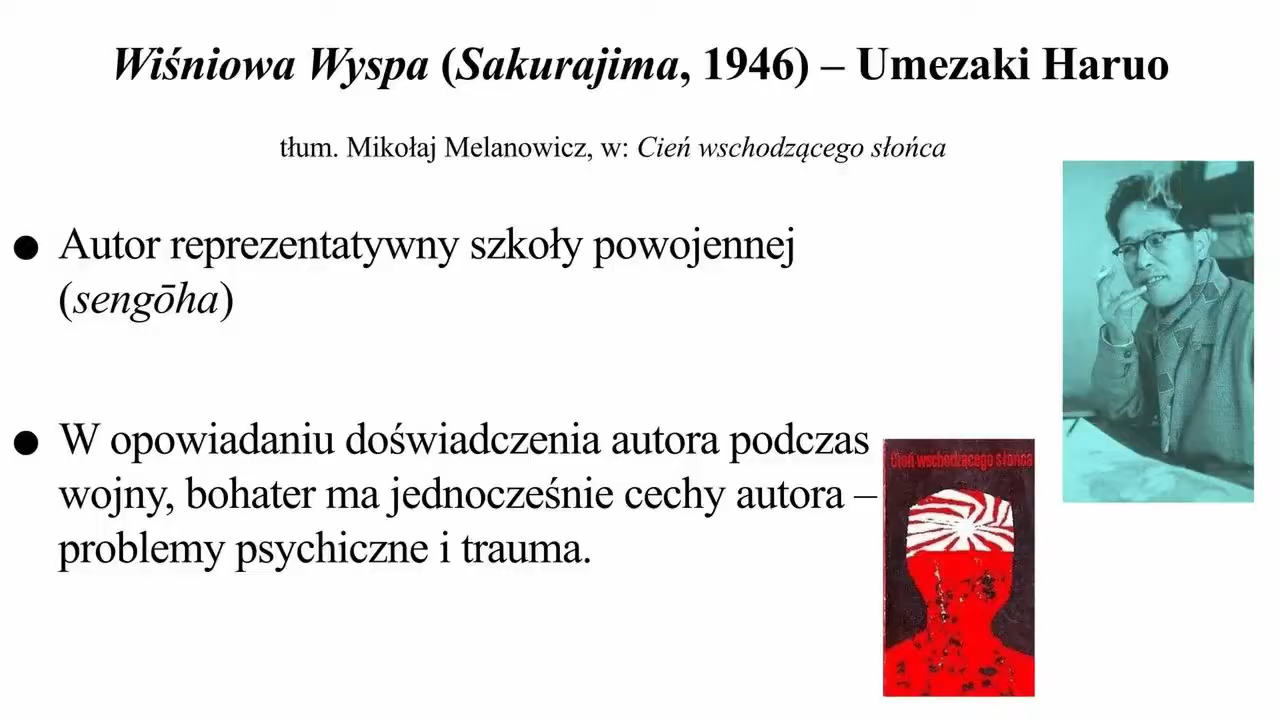 Wiśniowa Wyspa (Sakurajima, 1946) – Umezaki Haruo
tłum. Mikołaj Melanowicz, w: Cień wschodzącego słońca
● Autor reprezentatywny szkoły powojennej
(sengōha)
● W opowiadaniu doświadczenia autora podczas
wojny, bohater ma jednocześnie cechy autora –
problemy psychiczne i trauma.
Cień wschodzącego słońca